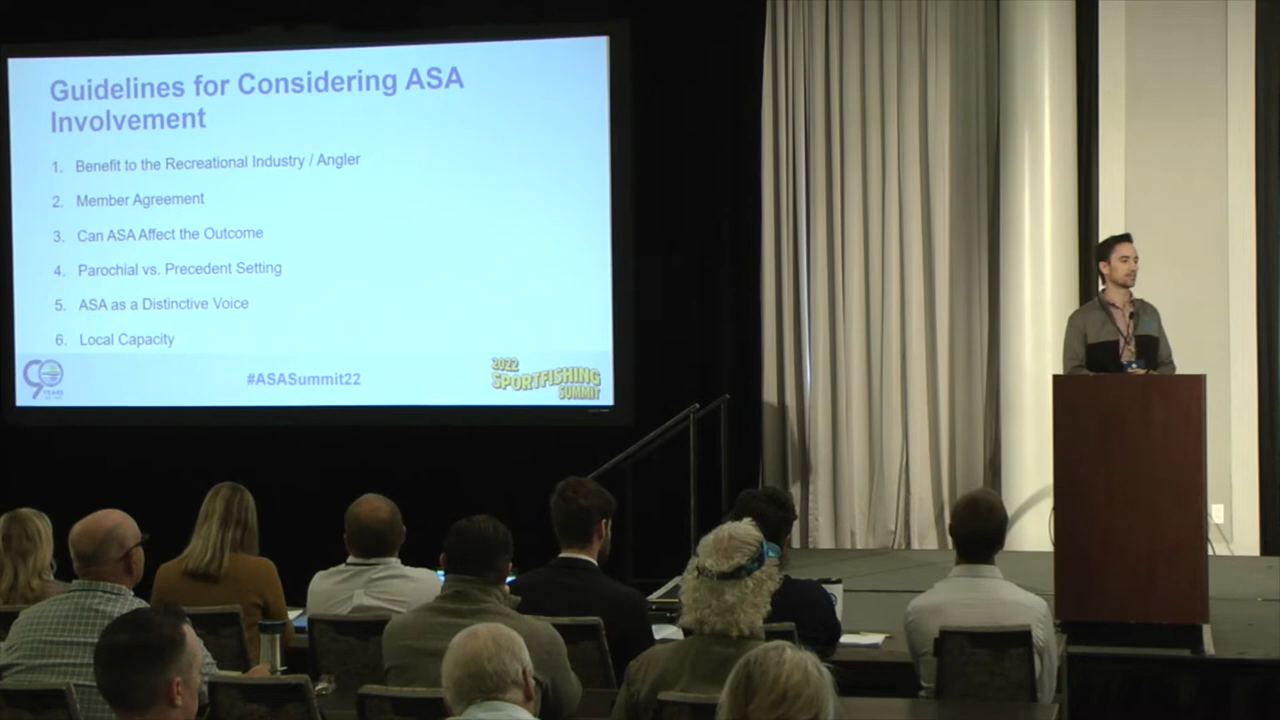 Guidelines for Considering ASA
Involvement
1. Benefit to the Recreational Industry / Angler
2. Member Agreement
3. Can ASA Affect the Outcome
4. Parochial vs. Precedent Setting
5. ASA as a Distinctive Voice
6. Local Capacity
90
YEARS
#ASASummit22
2022
SPORTFISHING
SUMMIT